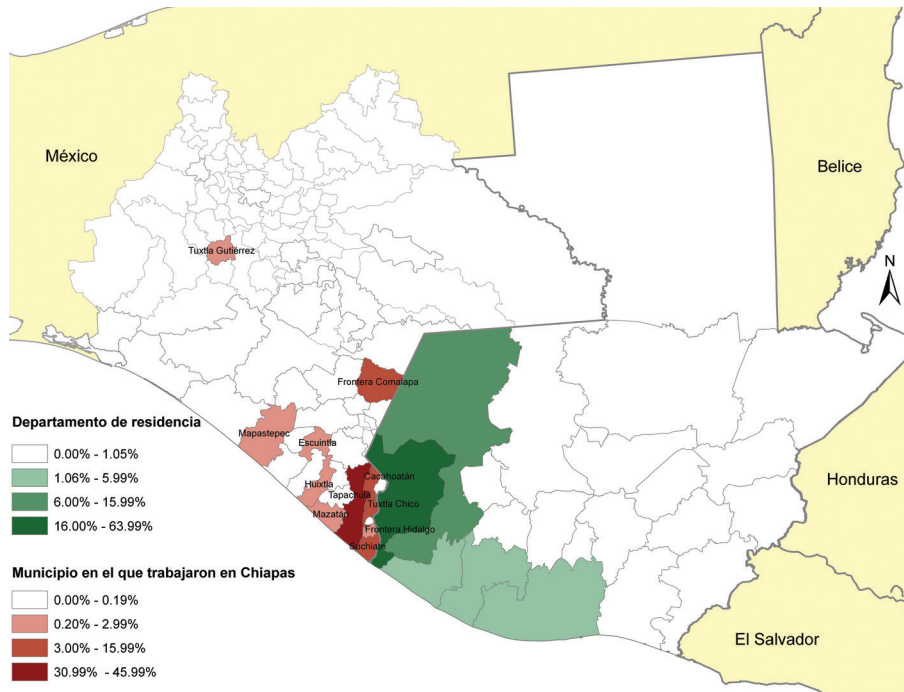 México
Belice
Tuxtla Gutiérrez
N
Frontera Comalapa
Departamento de residencia
0.00% - 1.05%
1.06% - 5.99%
6.00% - 15.99%
16.00% - 63.99%
Mapastepec
Escuintla
Huixtla
Cacahoatán
Tapachula
Tuxtla Chico
Mazatán
Frontera Hidalgo
Suchiate
Honduras
El Salvador
Municipio en el que trabajaron en Chiapas
0.00% - 0.19%
0.20% - 2.99%
3.00% - 15.99%
30.99% - 45.99%